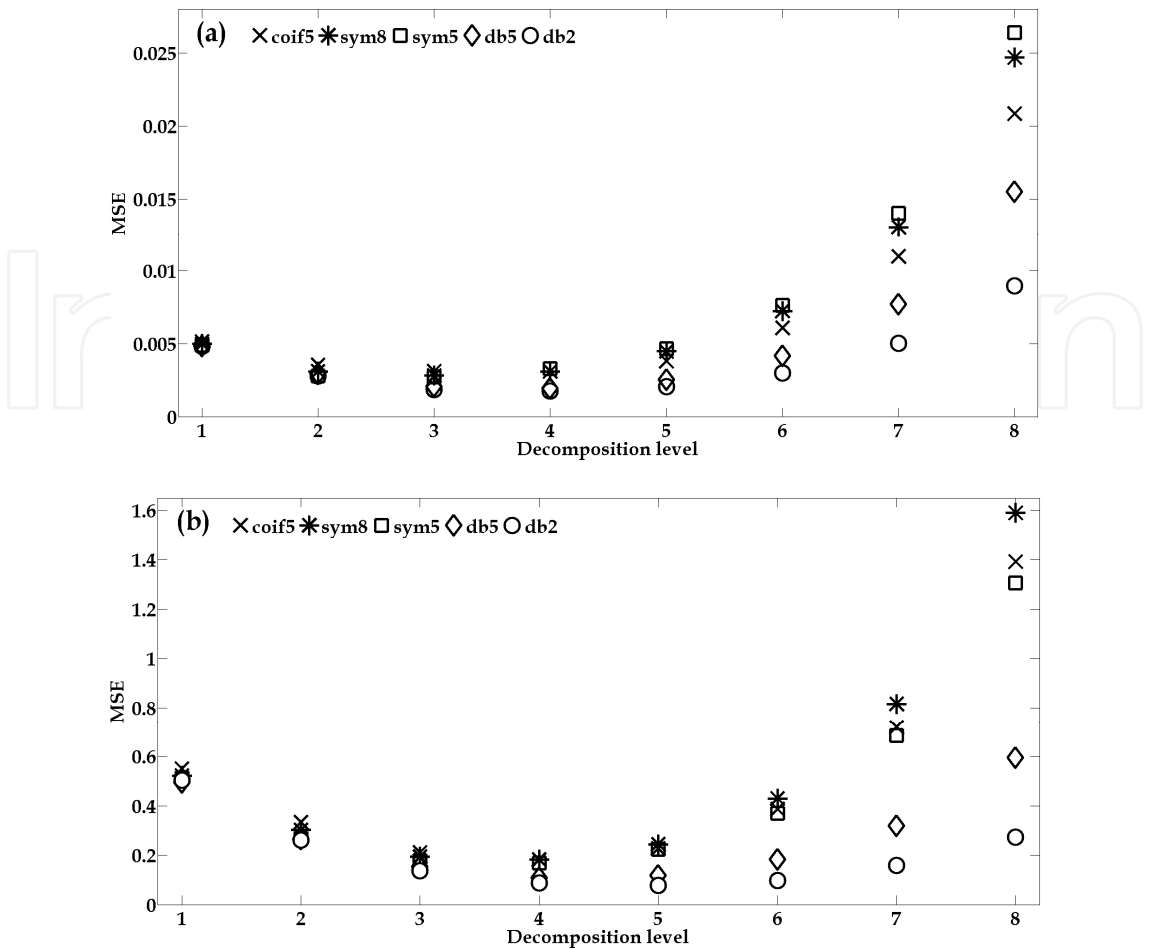 (a) coif5 sym8 sym5 db5 db2
0.025
0.02
0.015
0.01
0.005
0
MSE
1 2 3 4 5 6 7 8
Decomposition level
(b) coif5 sym8 sym5 db5 db2
1.6
1.4
1.2
1
0.8
0.6
0.4
0.2
0
MSE
1 2 3 4 5 6 7 8
Decomposition level